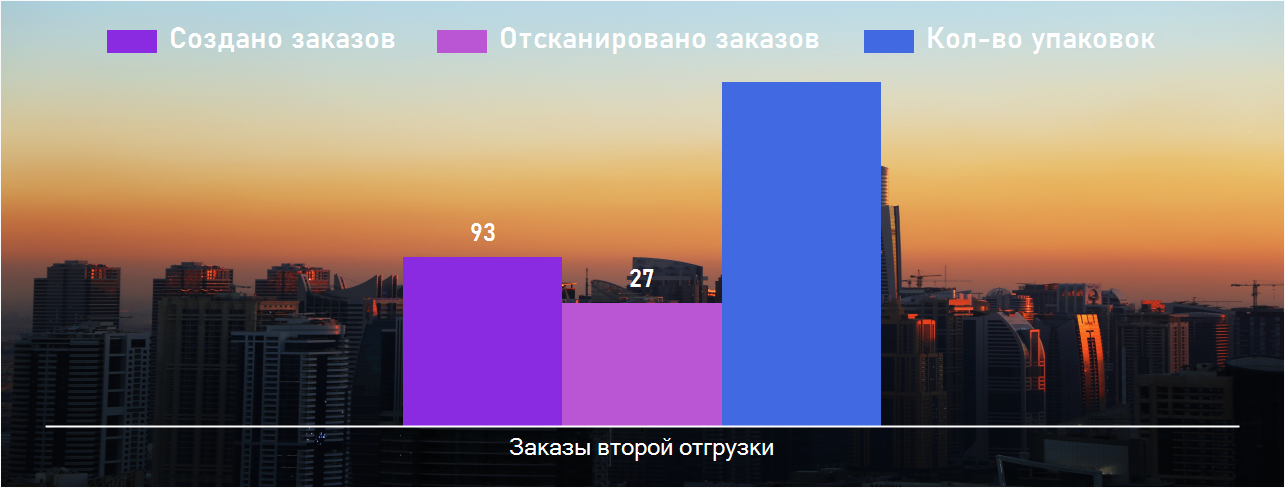 Создано заказов Отсканировано заказов Кол-во упаковок
93
27
Заказы второй отгрузки